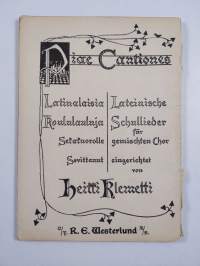 Piae Cantiones
Latinalaisia Lateinische
Koululauluja Schullieder
für
Sekakuorolle gemischten Chor
Sovittanut eingerichtet
von
Heikki Klemetti
O/Y. R. E. Westerlund A/B.